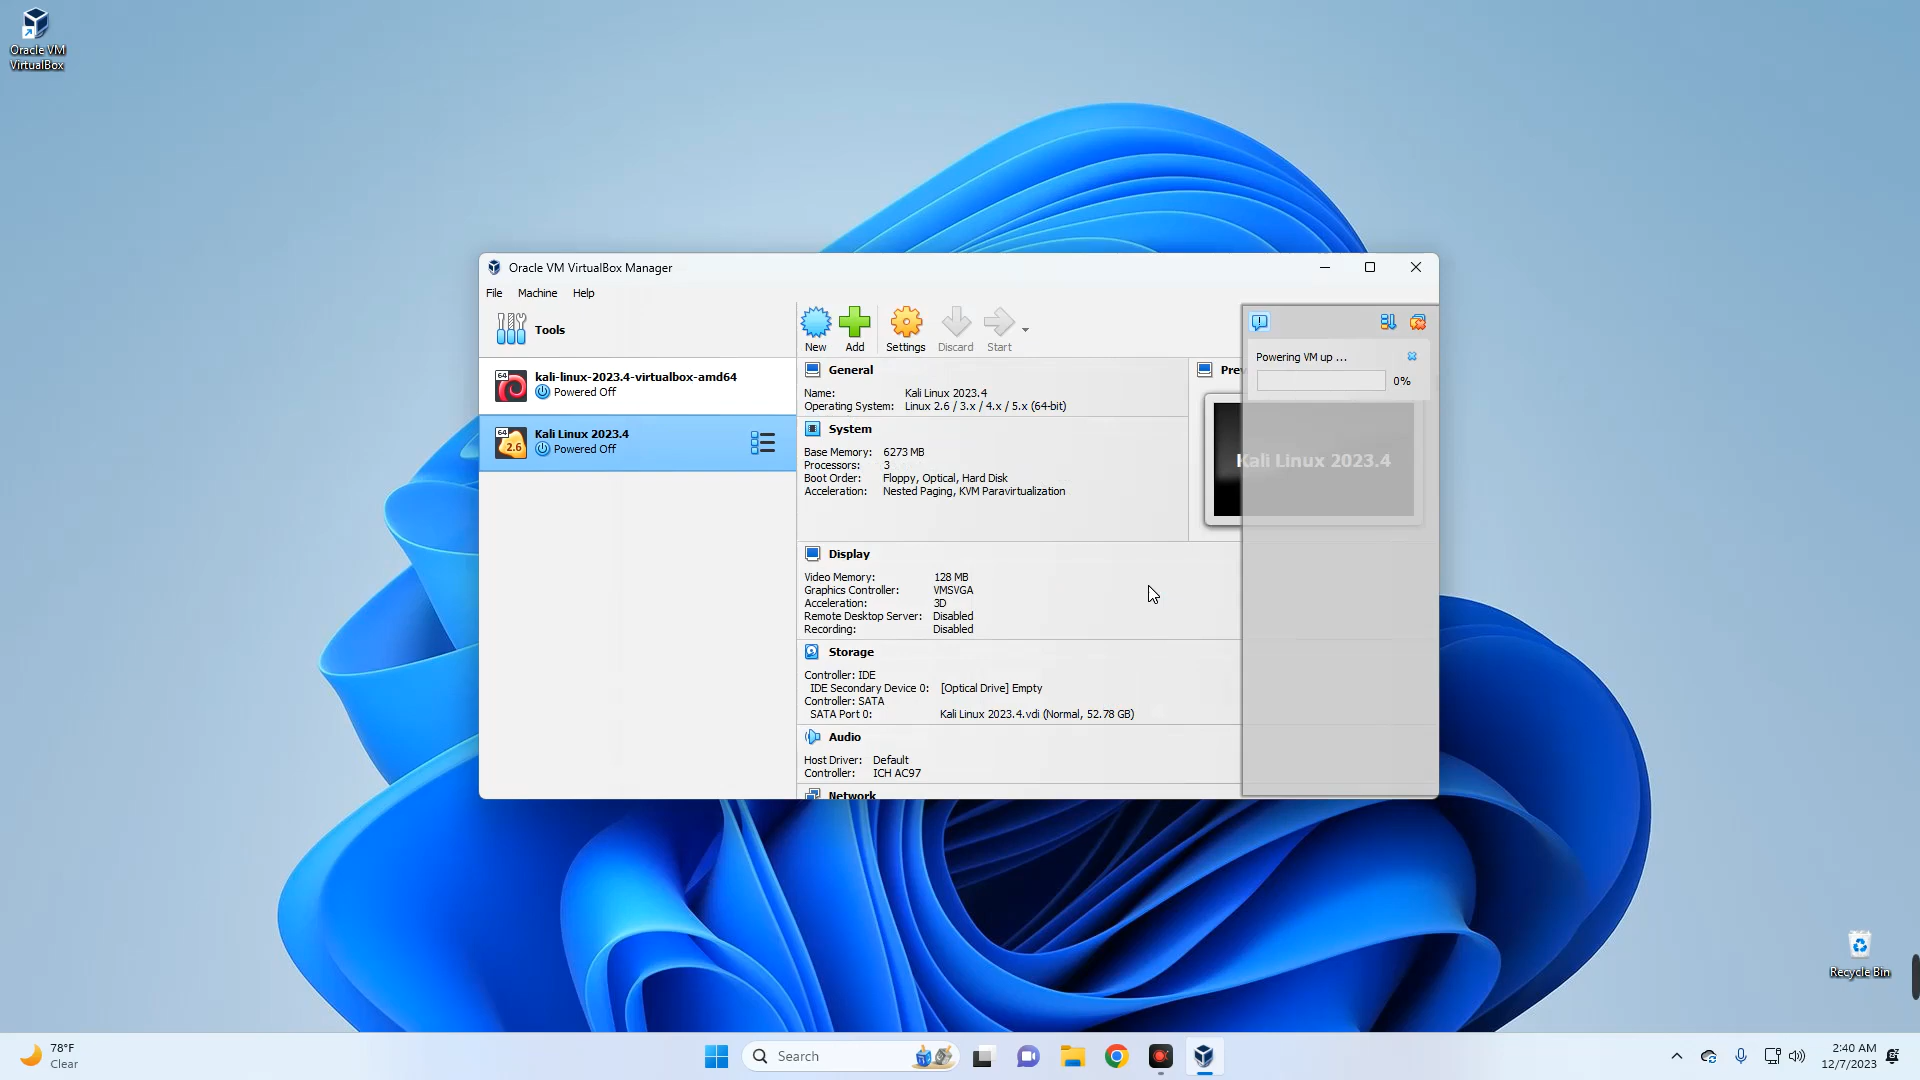 Oracle VM
VirtualBox
Oracle VM VirtualBox Manager
File Machine Help
Tools
New Add Settings Discard Start
64 kali-linux-2023.4-virtualbox-amd64
Powered Off
64 2.6 Kali Linux 2023.4
Powered Off
General
Name: Kali Linux 2023.4
Operating System: Linux 2.6 / 3.x / 4.x / 5.x (64-bit)
System
Base Memory: 6273 MB
Processors: 3
Boot Order: Floppy, Optical, Hard Disk
Acceleration: Nested Paging, KVM Paravirtualization
Display
Video Memory: 128 MB
Graphics Controller: VMSVGA
Acceleration: 3D
Remote Desktop Server: Disabled
Recording: Disabled
Storage
Controller: IDE
IDE Secondary Device 0: [Optical Drive] Empty
Controller: SATA
SATA Port 0: Kali Linux 2023.4.vdi (Normal, 52.78 GB)
Audio
Host Driver: Default
Controller: ICH AC97
Network
Prev
Powering VM up ...
0%
Kali Linux 2023.4
Recycle Bin
78°F
Clear
Search
2:40 AM
12/7/2023